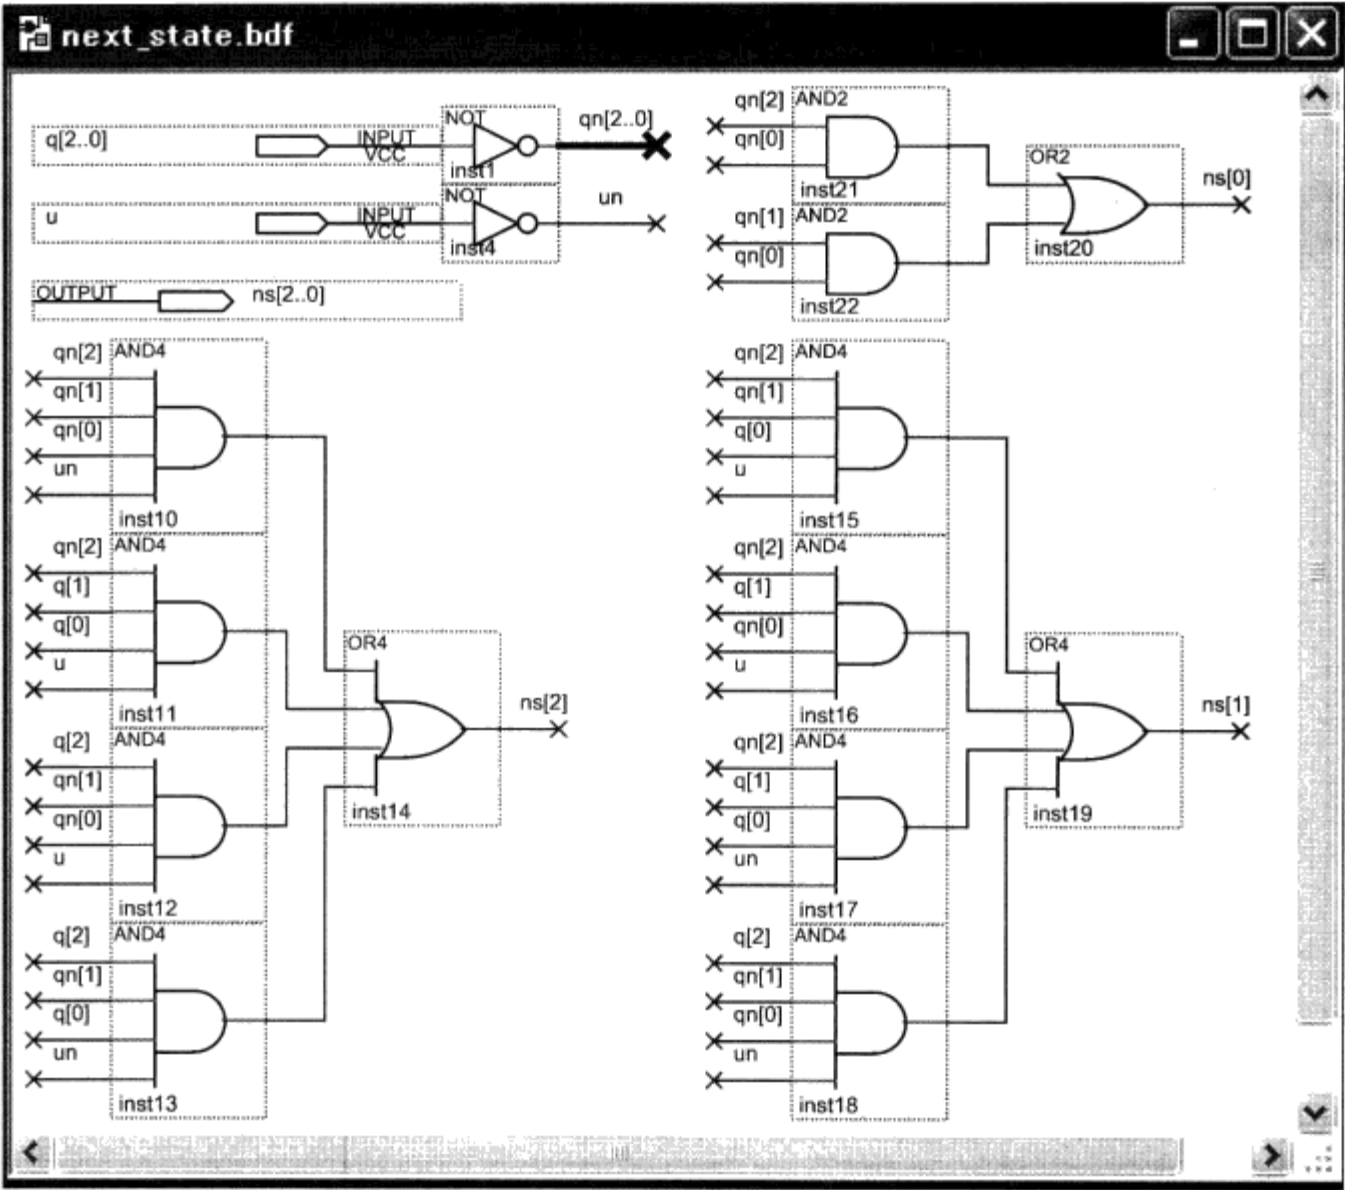 next_state.bdf
q[2..0]
INPUT
VCC
NOT
inst1
qn[2..0]
u
INPUT
VCC
NOT
inst4
un
OUTPUT
ns[2..0]
qn[2]
qn[0]
AND2
inst21
qn[1]
qn[0]
AND2
inst22
OR2
inst20
ns[0]
qn[2]
qn[1]
qn[0]
un
AND4
inst10
qn[2]
q[1]
q[0]
u
AND4
inst11
q[2]
qn[1]
qn[0]
u
AND4
inst12
q[2]
qn[1]
q[0]
un
AND4
inst13
OR4
inst14
ns[2]
qn[2]
qn[1]
q[0]
u
AND4
inst15
qn[2]
q[1]
qn[0]
u
AND4
inst16
qn[2]
q[1]
q[0]
un
AND4
inst17
q[2]
qn[1]
qn[0]
un
AND4
inst18
OR4
inst19
ns[1]